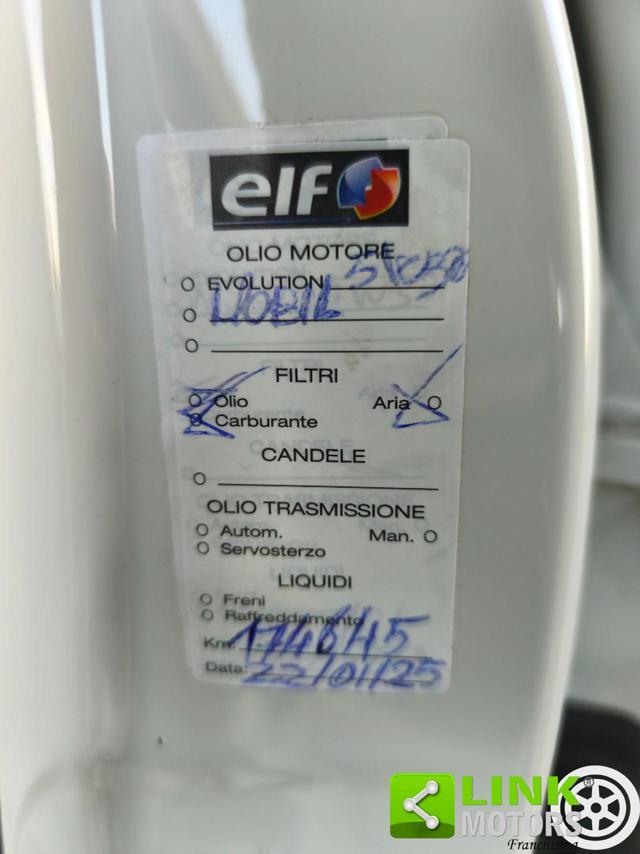 elf
OLIO MOTORE
EVOLUTION 5W30
MOBIL
FILTRI
Olio Aria
Carburante
CANDELE
OLIO TRASMISSIONE
Autom. Man.
Servosterzo
LIQUIDI
Freni
Raffreddamento
Km.
Data: 22/01/25
LINK
MOTORS
Franchising